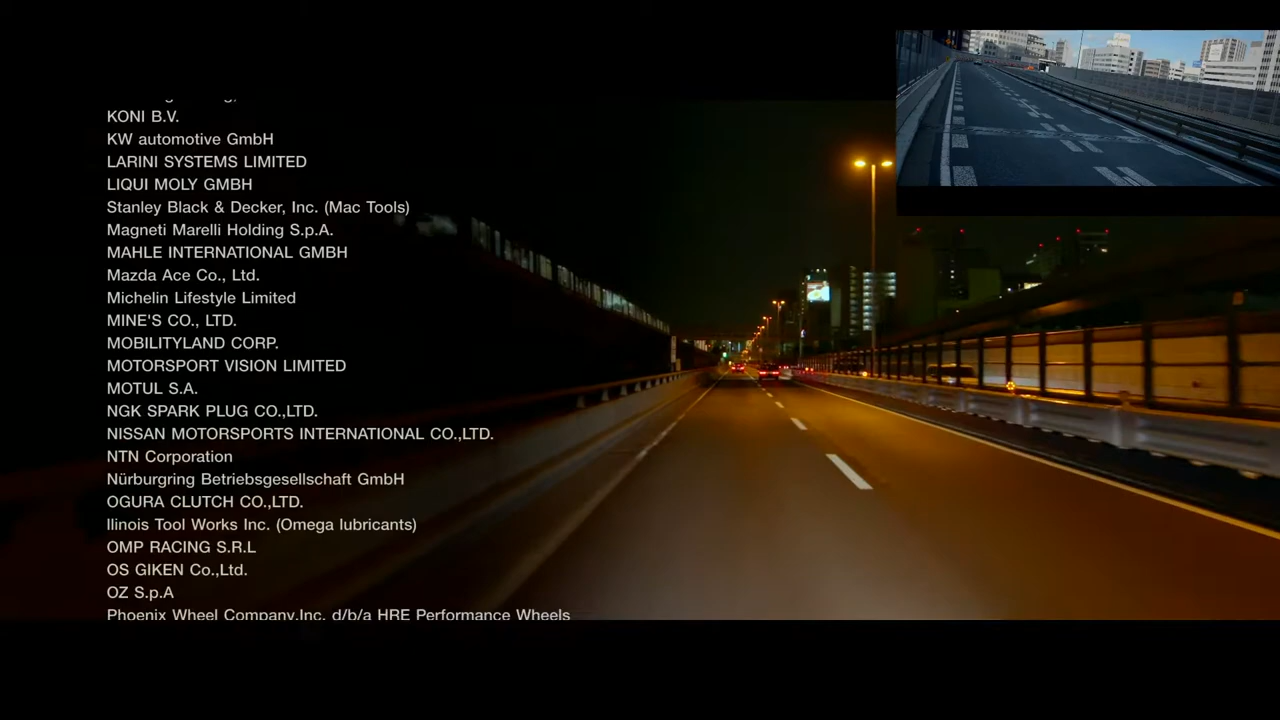 KONI B.V.
KW automotive GmbH
LARINI SYSTEMS LIMITED
LIQUI MOLY GMBH
Stanley Black & Decker, Inc. (Mac Tools)
Magneti Marelli Holding S.p.A.
MAHLE INTERNATIONAL GMBH
Mazda Ace Co., Ltd.
Michelin Lifestyle Limited
MINE'S CO., LTD.
MOBILITYLAND CORP.
MOTORSPORT VISION LIMITED
MOTUL S.A.
NGK SPARK PLUG CO.,LTD.
NISSAN MOTORSPORTS INTERNATIONAL CO.,LTD.
NTN Corporation
Nürburgring Betriebsgesellschaft GmbH
OGURA CLUTCH CO.,LTD.
Ilinois Tool Works Inc. (Omega lubricants)
OMP RACING S.R.L
OS GIKEN Co.,Ltd.
OZ S.p.A
Phoenix Wheel Company,Inc. d/b/a HRE Performance Wheels